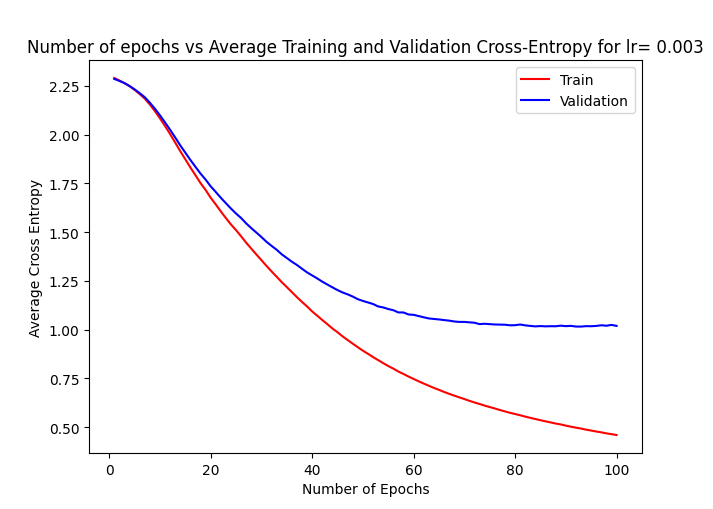 Number of epochs vs Average Training and Validation Cross-Entropy for lr= 0.003
Train
Validation
Average Cross Entropy
2.25
2.00
1.75
1.50
1.25
1.00
0.75
0.50
0
20
40
60
80
100
Number of Epochs